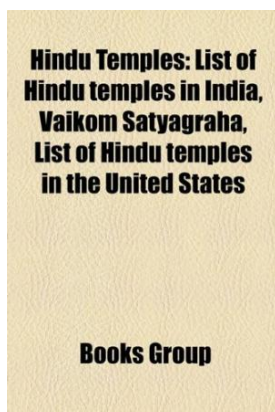 Hindu Temples: List of
Hindu temples in India,
Vaikom Satyagraha,
List of Hindu temples
in the United States
Books Group